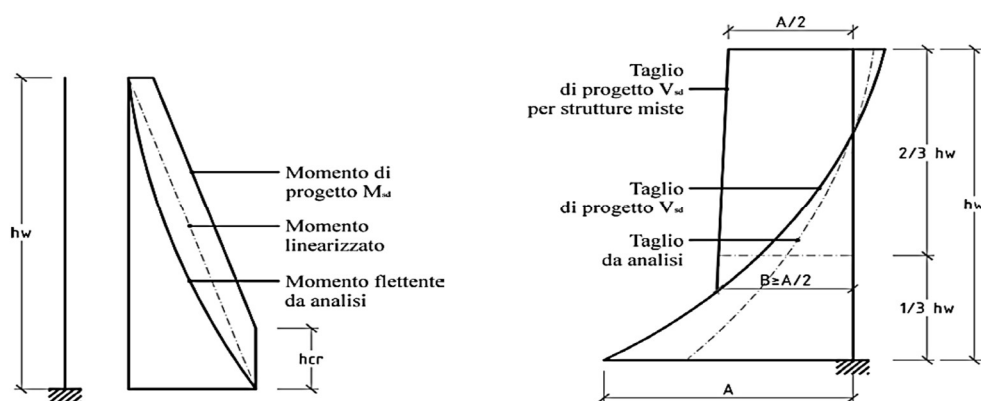 hw
Momento di
progetto Msd
Momento
linearizzato
Momento flettente
da analisi
hcr
A/2
Taglio
di progetto Vsd
per strutture miste
Taglio
di progetto Vsd
Taglio
da analisi
B≥A/2
A
2/3 hw
1/3 hw
hw